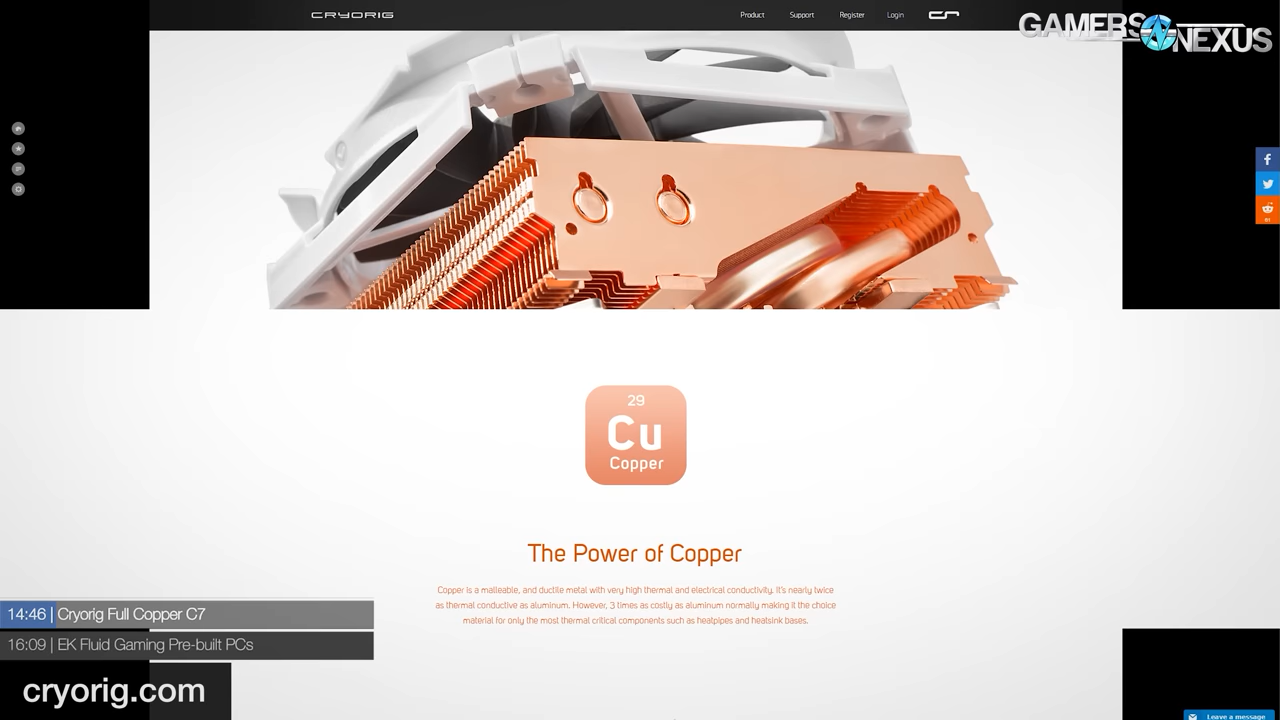 CRYORIG
Product Support Register Login
GAMERS NEXUS
29
Cu
Copper
The Power of Copper
Copper is a malleable, and ductile metal with very high thermal and electrical conductivity. It's nearly twice
as thermal conductive as aluminum. However, 3 times as costly as aluminum normally making it the choice
material for only the most thermal critical components such as heatpipes and heatsink bases.
14:46 | Cryorig Full Copper C7
16:09 | EK Fluid Gaming Pre-built PCs
cryorig.com
Leave a message